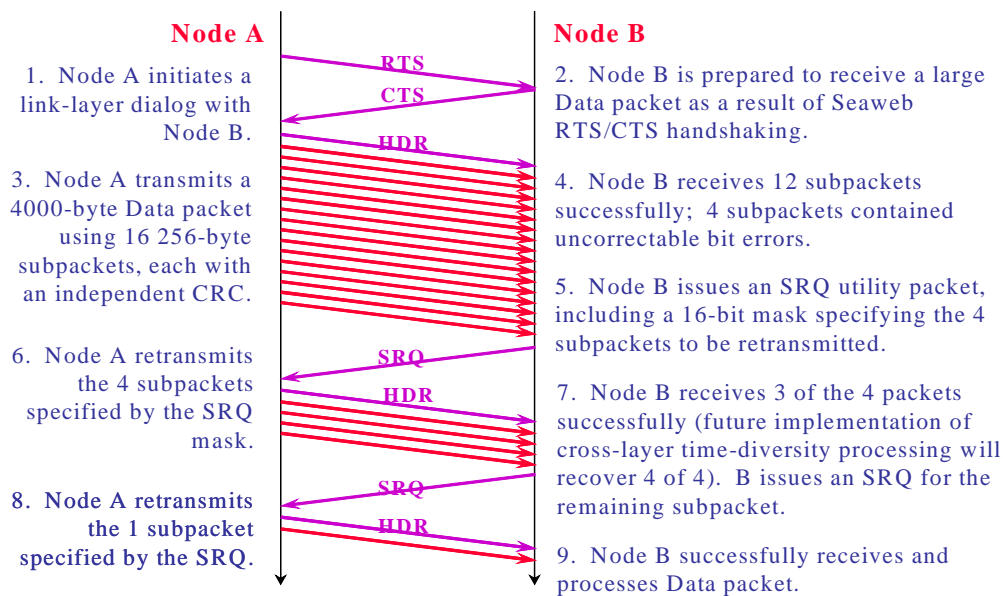 Node A
Node B
RTS
1. Node A initiates a
link-layer dialog with
Node B.
2. Node B is prepared to receive a large
Data packet as a result of Seaweb
RTS/CTS handshaking.
CTS
HDR
3. Node A transmits a
4000-byte Data packet
using 16 256-byte
subpackets, each with
an independent CRC.
4. Node B receives 12 subpackets
successfully; 4 subpackets contained
uncorrectable bit errors.
5. Node B issues an SRQ utility packet,
including a 16-bit mask specifying the 4
subpackets to be retransmitted.
SRQ
6. Node A retransmits
the 4 subpackets
specified by the SRQ
mask.
HDR
7. Node B receives 3 of the 4 packets
successfully (future implementation of
cross-layer time-diversity processing will
recover 4 of 4). B issues an SRQ for the
remaining subpacket.
SRQ
8. Node A retransmits
the 1 subpacket
specified by the SRQ.
HDR
9. Node B successfully receives and
processes Data packet.